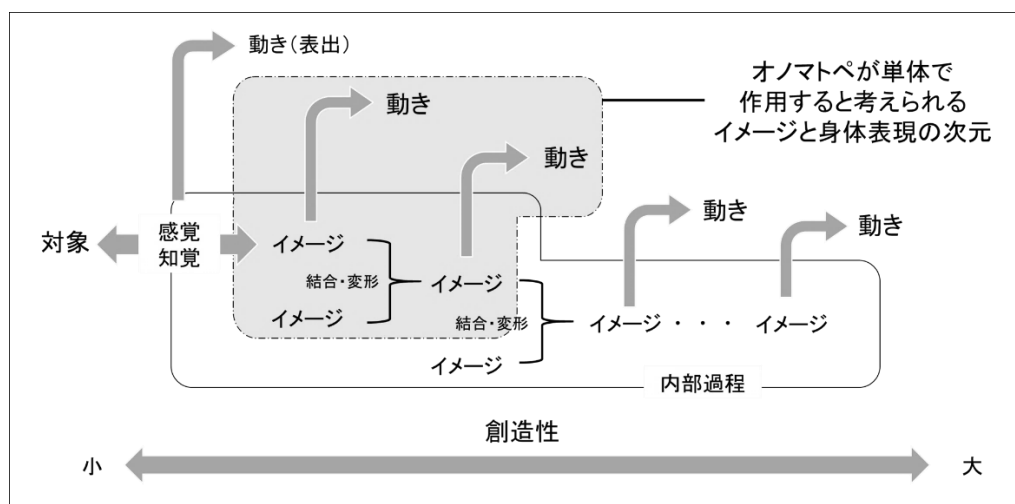 動き(表出)
オノマトペが単体で
作用すると考えられる
イメージと身体表現の次元
動き
動き
動き
動き
対象
感覚
知覚
イメージ
結合・変形
イメージ
イメージ
結合・変形
イメージ
イメージ・・・イメージ
内部過程
創造性
小
大